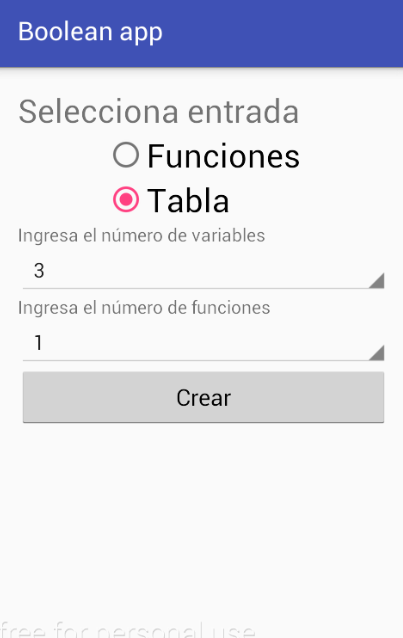 Boolean app
Selecciona entrada
Funciones
Tabla
Ingresa el número de variables
3
Ingresa el número de funciones
1
Crear
free for personal use